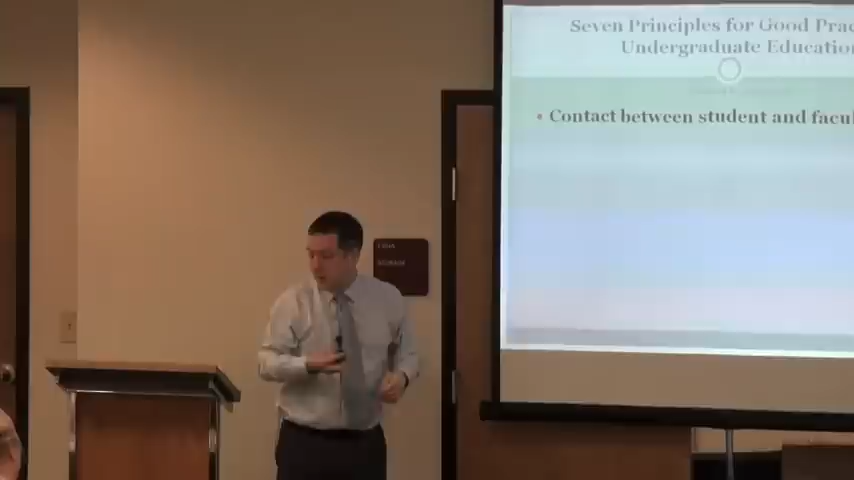 Seven Principles for Good Prac
Undergraduate Education
• Contact between student and facul